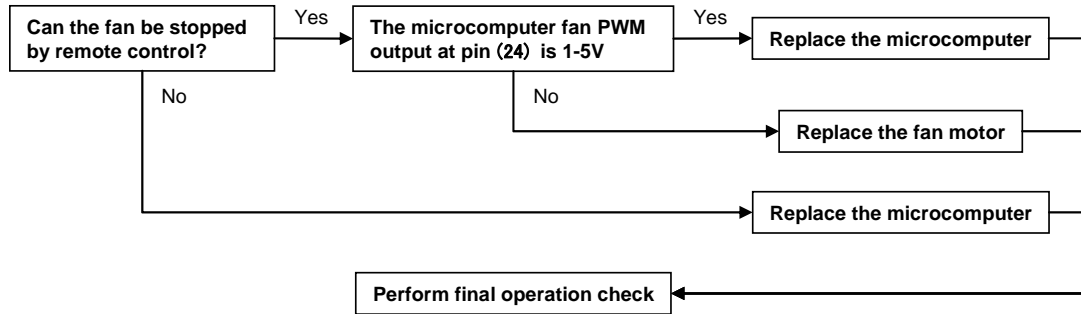 Can the fan be stopped
by remote control?
Yes
The microcomputer fan PWM
output at pin (24) is 1-5V
Yes
Replace the microcomputer
No
No
Replace the fan motor
Replace the microcomputer
Perform final operation check